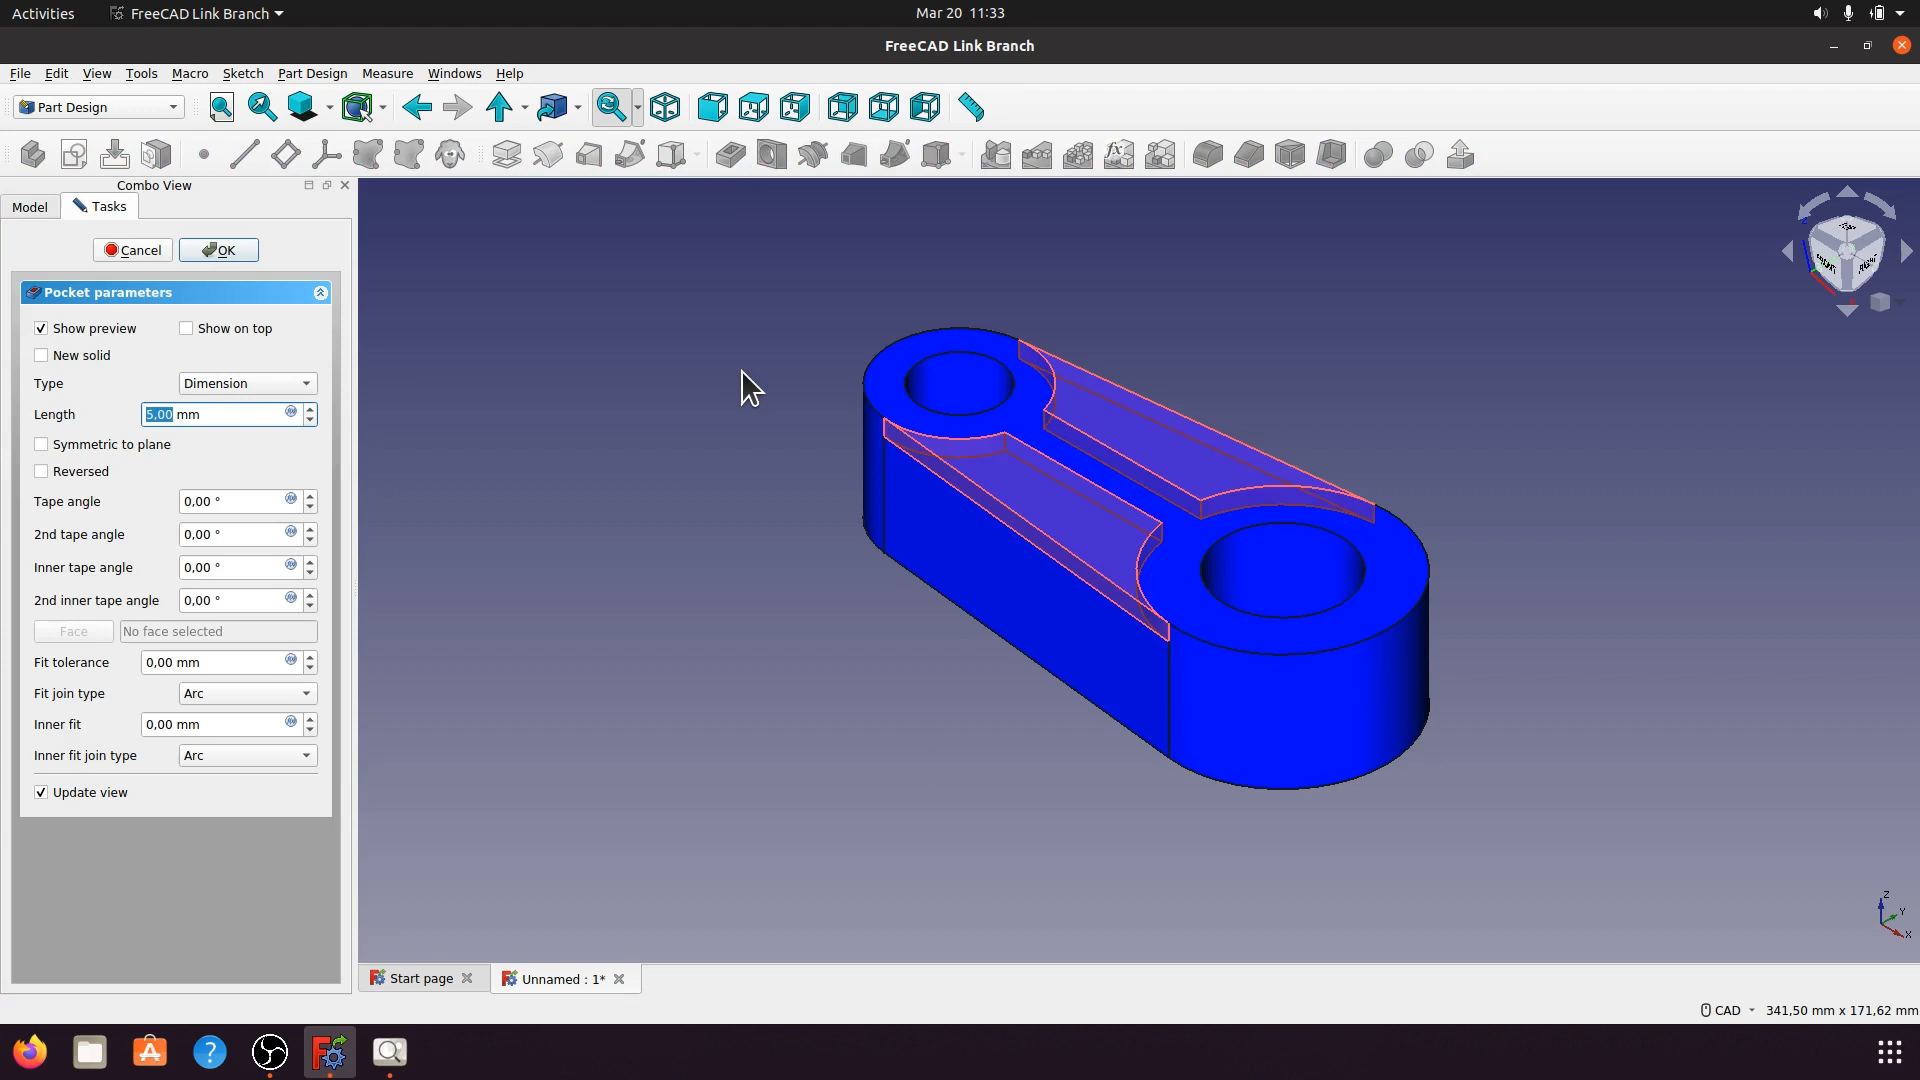 Activities FreeCAD Link Branch Mar 20 11:33
FreeCAD Link Branch
File Edit View Tools Macro Sketch Part Design Measure Windows Help
Part Design
Combo View
Model Tasks
Cancel OK
Pocket parameters
Show preview Show on top
New solid
Type Dimension
Length 5,00 mm
Symmetric to plane
Reversed
Tape angle 0,00 °
2nd tape angle 0,00 °
Inner tape angle 0,00 °
2nd inner tape angle 0,00 °
Face No face selected
Fit tolerance 0,00 mm
Fit join type Arc
Inner fit 0,00 mm
Inner fit join type Arc
Update view
Z
Y
X
Start page Unnamed : 1*
CAD 341,50 mm x 171,62 mm